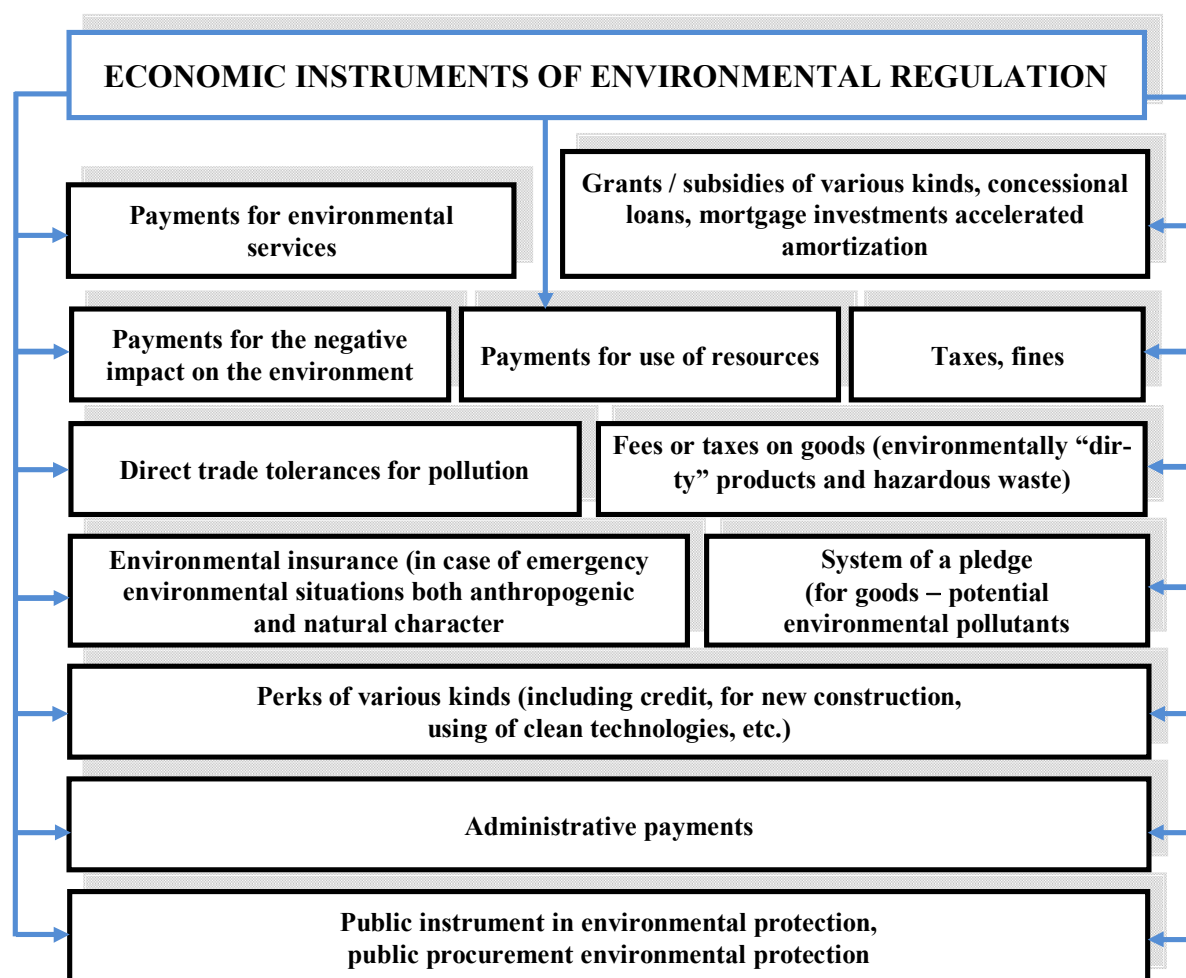 ECONOMIC INSTRUMENTS OF ENVIRONMENTAL REGULATION
Payments for environmental
services
Grants / subsidies of various kinds, concessional
loans, mortgage investments accelerated
amortization
Payments for the negative
impact on the environment
Payments for use of resources
Taxes, fines
Direct trade tolerances for pollution
Fees or taxes on goods (environmentally “dir-
ty” products and hazardous waste)
Environmental insurance (in case of emergency
environmental situations both anthropogenic
and natural character
System of a pledge
(for goods – potential
environmental pollutants
Perks of various kinds (including credit, for new construction,
using of clean technologies, etc.)
Administrative payments
Public instrument in environmental protection,
public procurement environmental protection